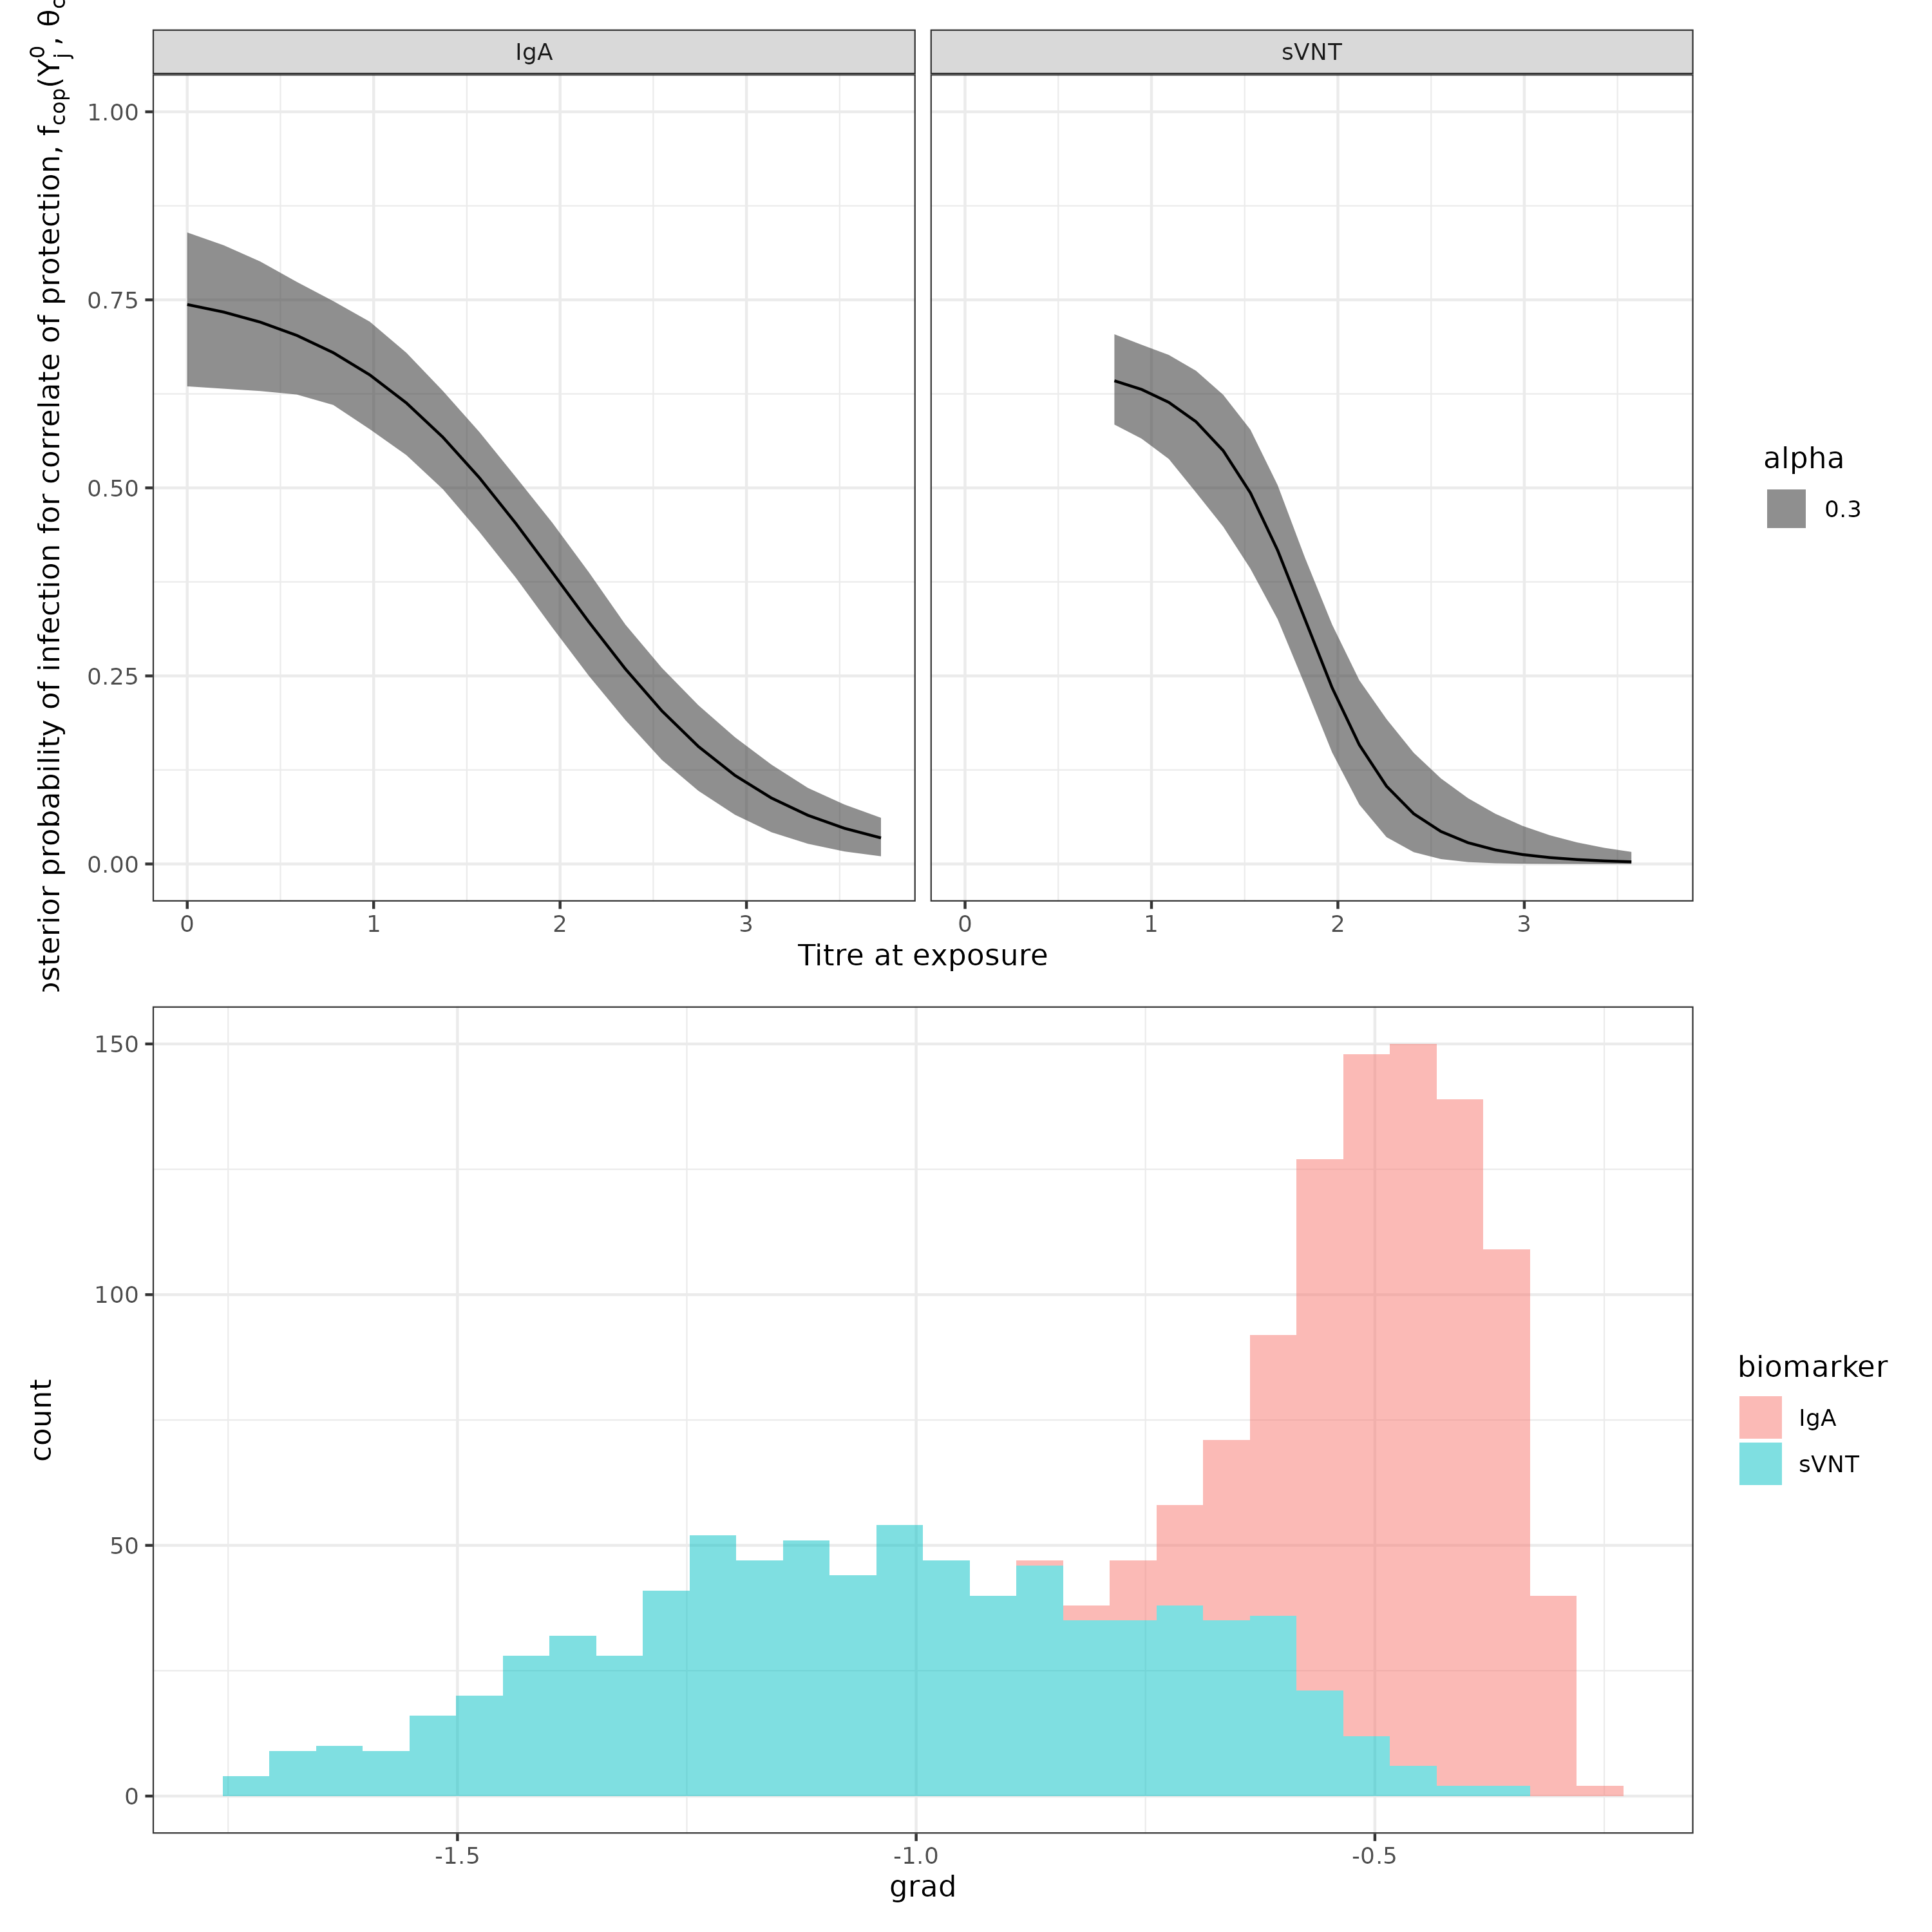 osterior probability of infection for correlate of protection, fcop(Yj0, θc
IgA
sVNT
1.00
0.75
0.50
0.25
0.00
0 1 2 3
0 1 2 3
Titre at exposure
alpha
0.3
count
150
100
50
0
-1.5 -1.0 -0.5
grad
biomarker
IgA
sVNT